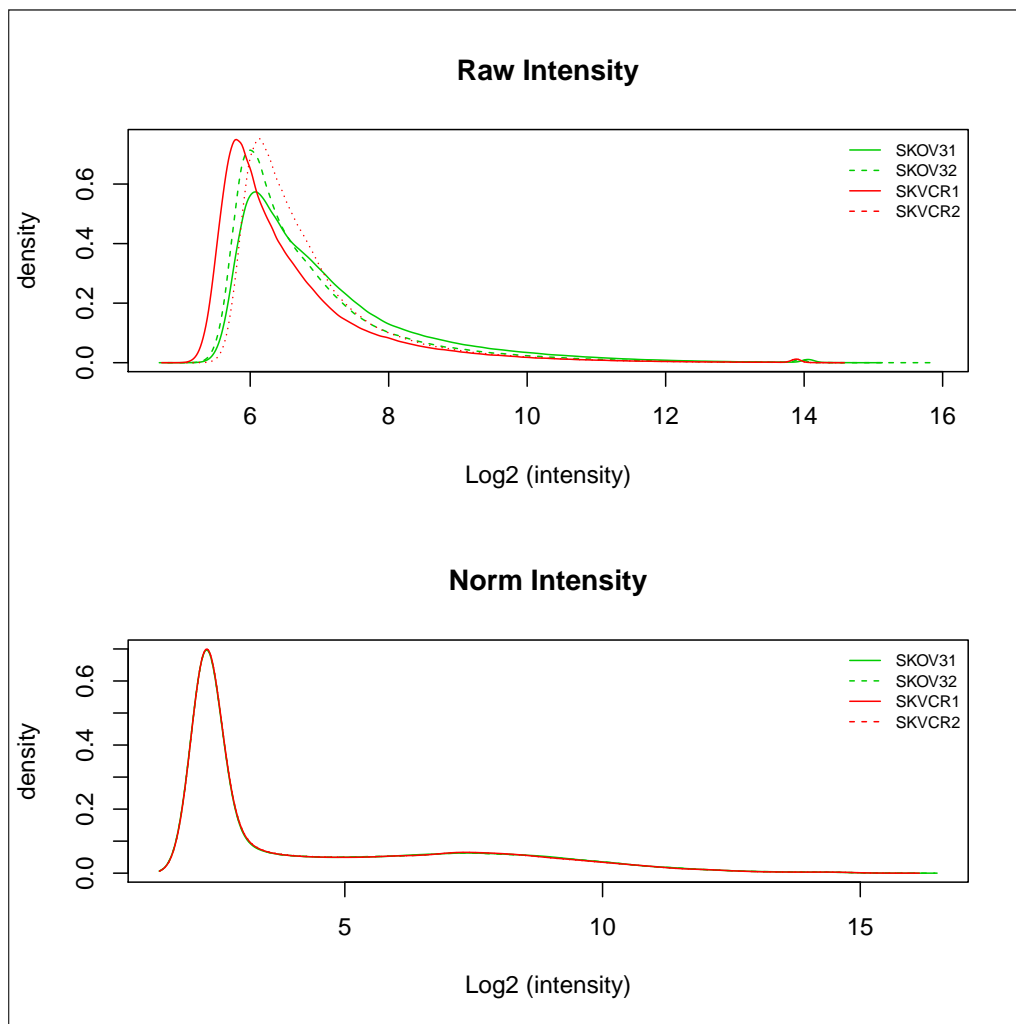 Raw Intensity
density
0.0
0.2
0.4
0.6
SKOV31
SKOV32
SKVCR1
SKVCR2
6 8 10 12 14 16
Log2 (intensity)
Norm Intensity
density
0.0
0.2
0.4
0.6
SKOV31
SKOV32
SKVCR1
SKVCR2
5 10 15
Log2 (intensity)